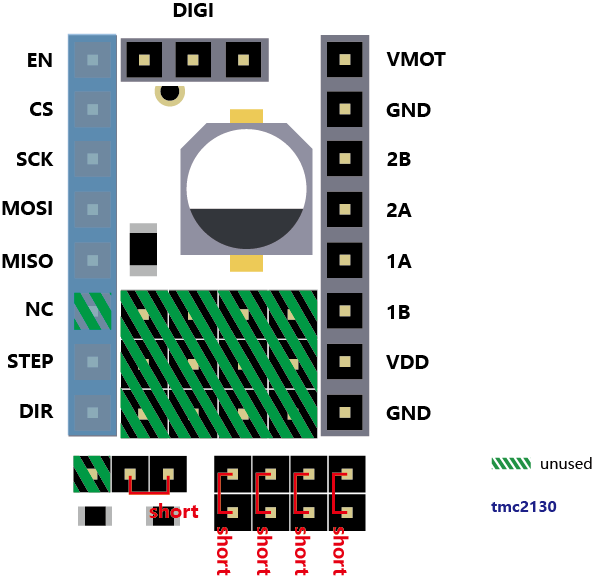 DIGI
EN
VMOT
CS
GND
SCK
2B
MOSI
2A
MISO
1A
NC
1B
STEP
VDD
DIR
GND
unused
tmc2130
short
short
short
short
short